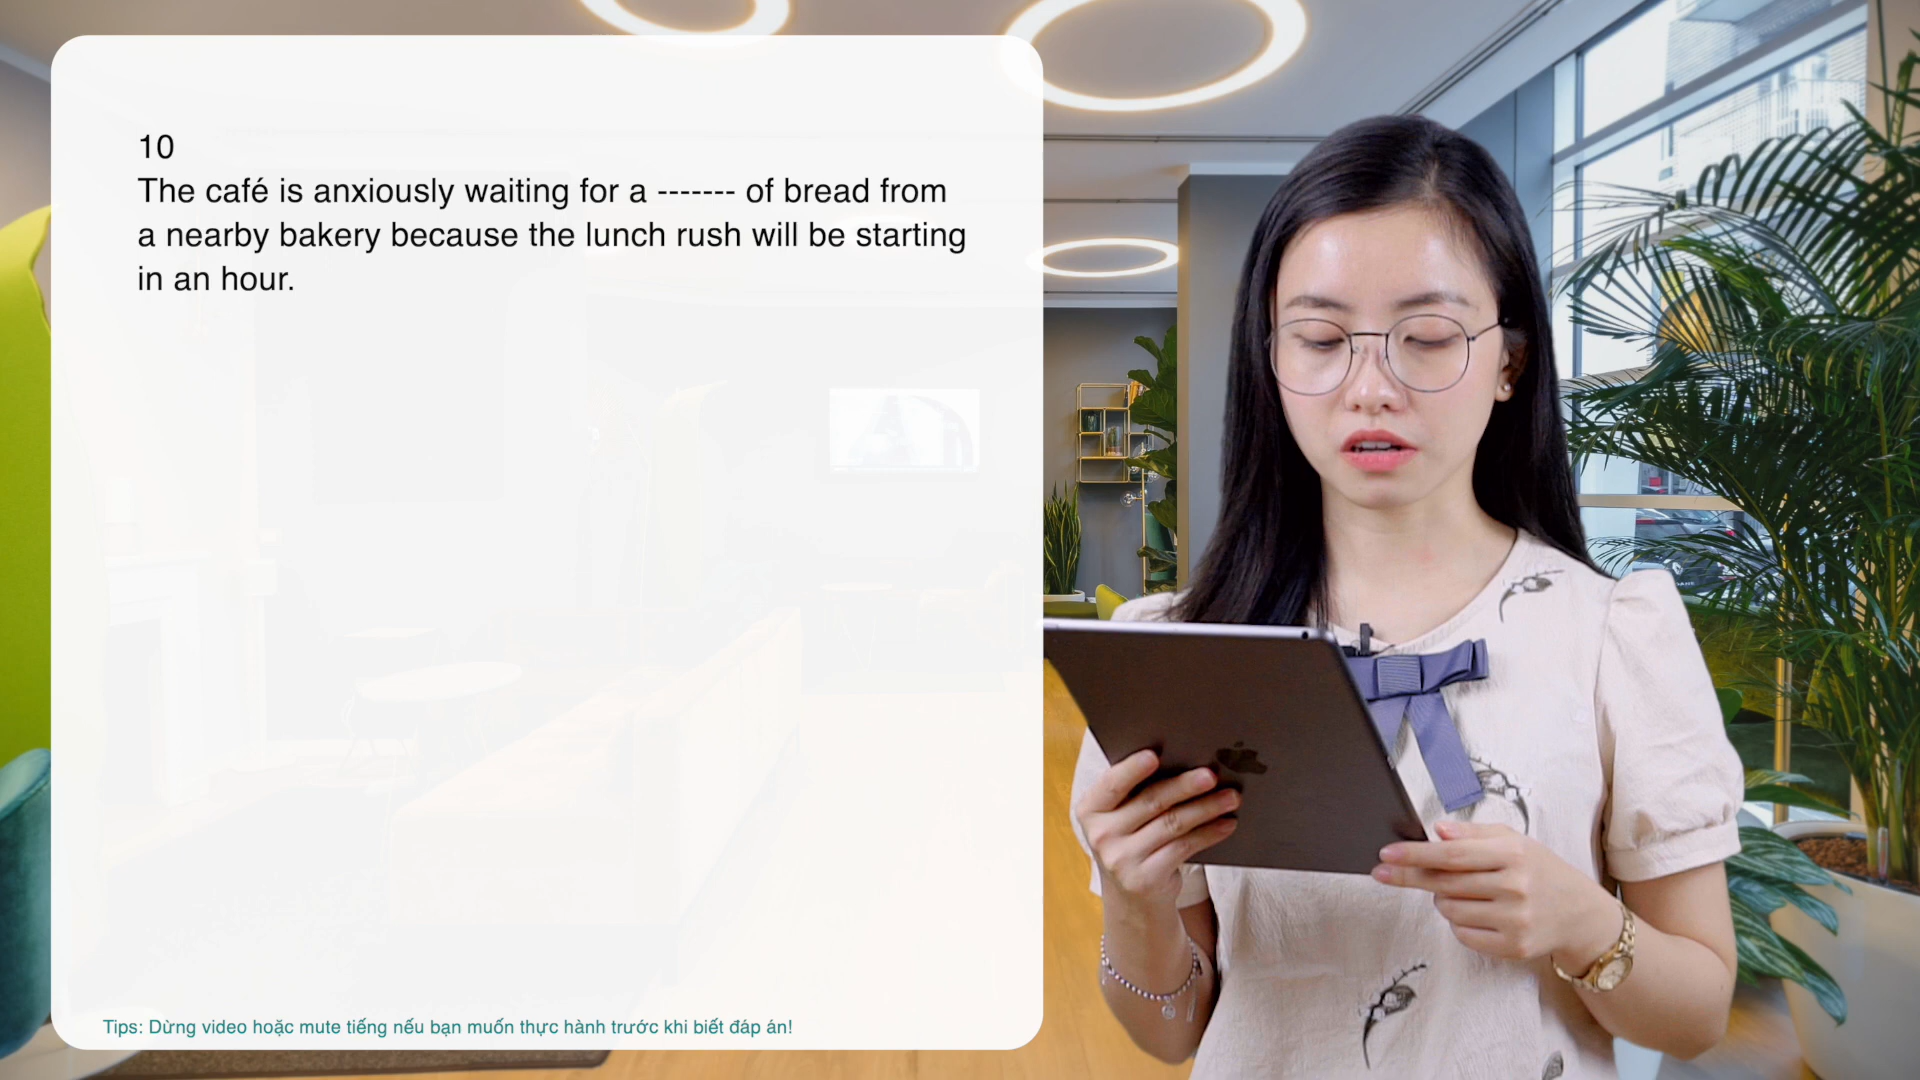 10
The café is anxiously waiting for a ------- of bread from
a nearby bakery because the lunch rush will be starting
in an hour.
Tips: Dừng video hoặc mute tiếng nếu bạn muốn thực hành trước khi biết đáp án!